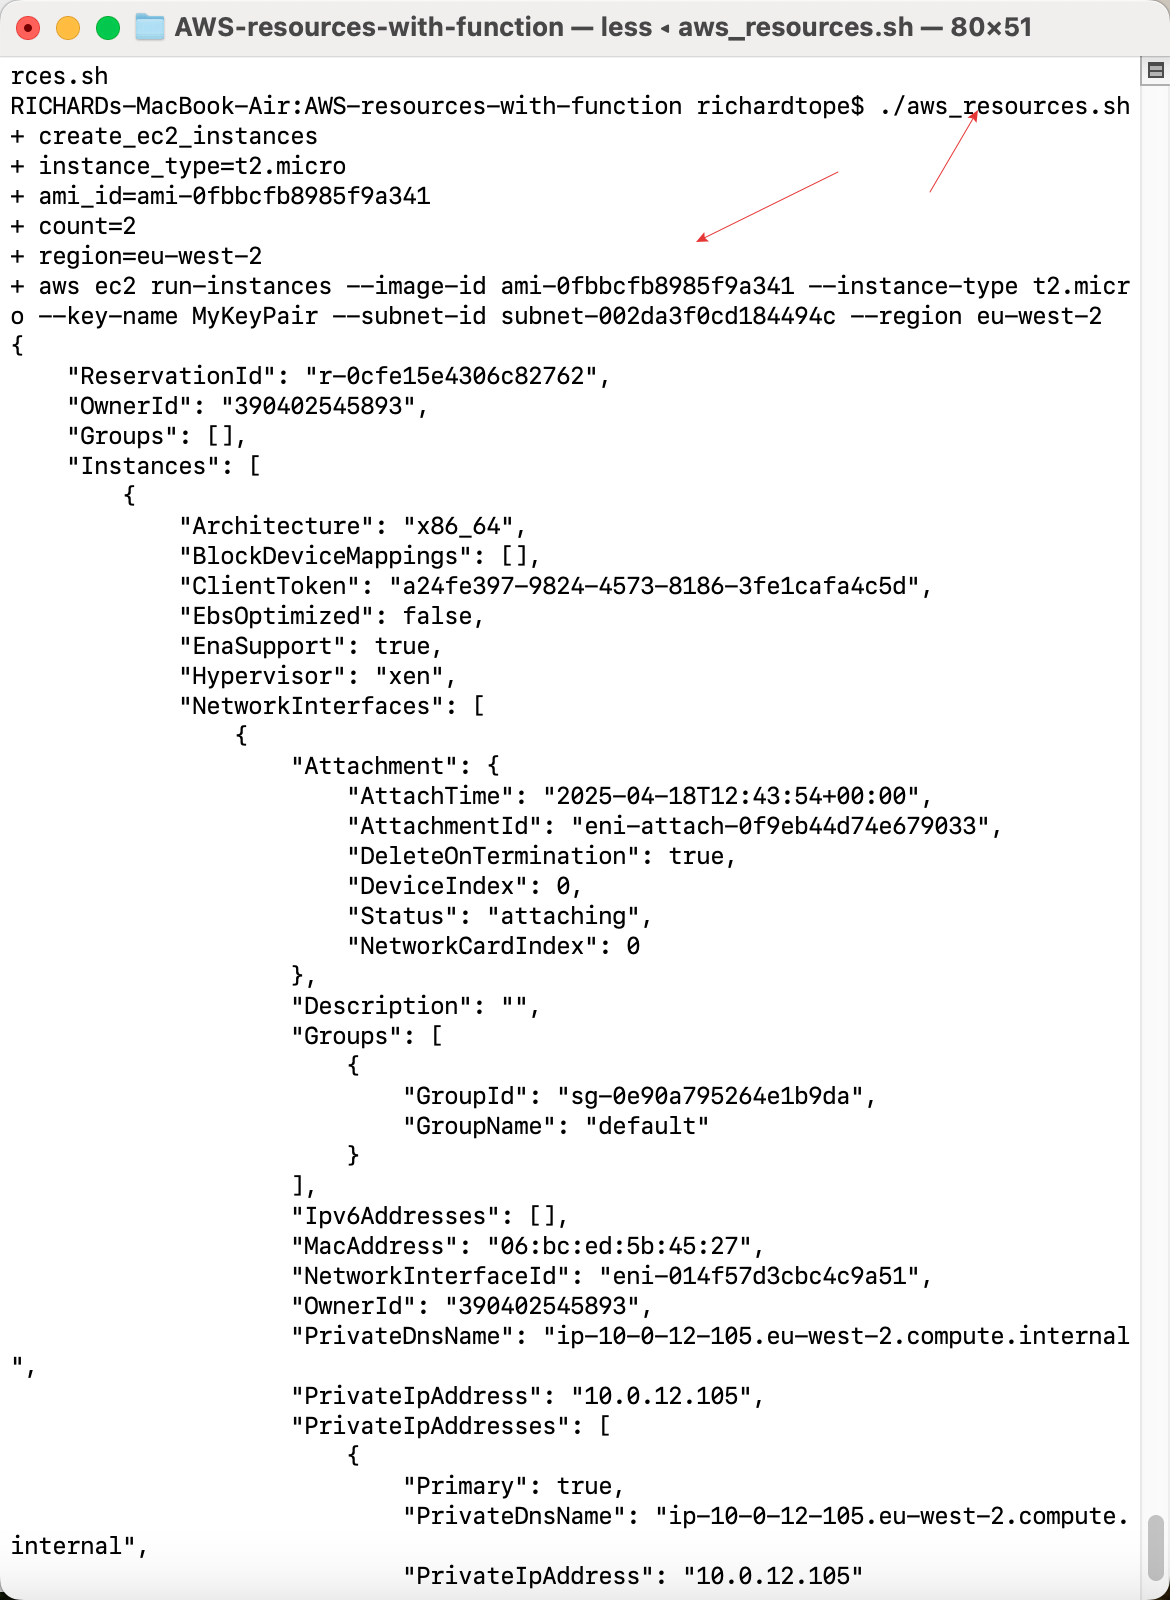 AWS-resources-with-function — less ◂ aws_resources.sh — 80×51
rces.sh
RICHARDs-MacBook-Air:AWS-resources-with-function richardtope$ ./aws_resources.sh
+ create_ec2_instances
+ instance_type=t2.micro
+ ami_id=ami-0fbbcfb8985f9a341
+ count=2
+ region=eu-west-2
+ aws ec2 run-instances --image-id ami-0fbbcfb8985f9a341 --instance-type t2.micr
o --key-name MyKeyPair --subnet-id subnet-002da3f0cd184494c --region eu-west-2
{
    "ReservationId": "r-0cfe15e4306c82762",
    "OwnerId": "390402545893",
    "Groups": [],
    "Instances": [
        {
            "Architecture": "x86_64",
            "BlockDeviceMappings": [],
            "ClientToken": "a24fe397-9824-4573-8186-3fe1cafa4c5d",
            "EbsOptimized": false,
            "EnaSupport": true,
            "Hypervisor": "xen",
            "NetworkInterfaces": [
                {
                    "Attachment": {
                        "AttachTime": "2025-04-18T12:43:54+00:00",
                        "AttachmentId": "eni-attach-0f9eb44d74e679033",
                        "DeleteOnTermination": true,
                        "DeviceIndex": 0,
                        "Status": "attaching",
                        "NetworkCardIndex": 0
                    },
                    "Description": "",
                    "Groups": [
                        {
                            "GroupId": "sg-0e90a795264e1b9da",
                            "GroupName": "default"
                        }
                    ],
                    "Ipv6Addresses": [],
                    "MacAddress": "06:bc:ed:5b:45:27",
                    "NetworkInterfaceId": "eni-014f57d3cbc4c9a51",
                    "OwnerId": "390402545893",
                    "PrivateDnsName": "ip-10-0-12-105.eu-west-2.compute.internal
",
                    "PrivateIpAddress": "10.0.12.105",
                    "PrivateIpAddresses": [
                        {
                            "Primary": true,
                            "PrivateDnsName": "ip-10-0-12-105.eu-west-2.compute.
internal",
                            "PrivateIpAddress": "10.0.12.105"